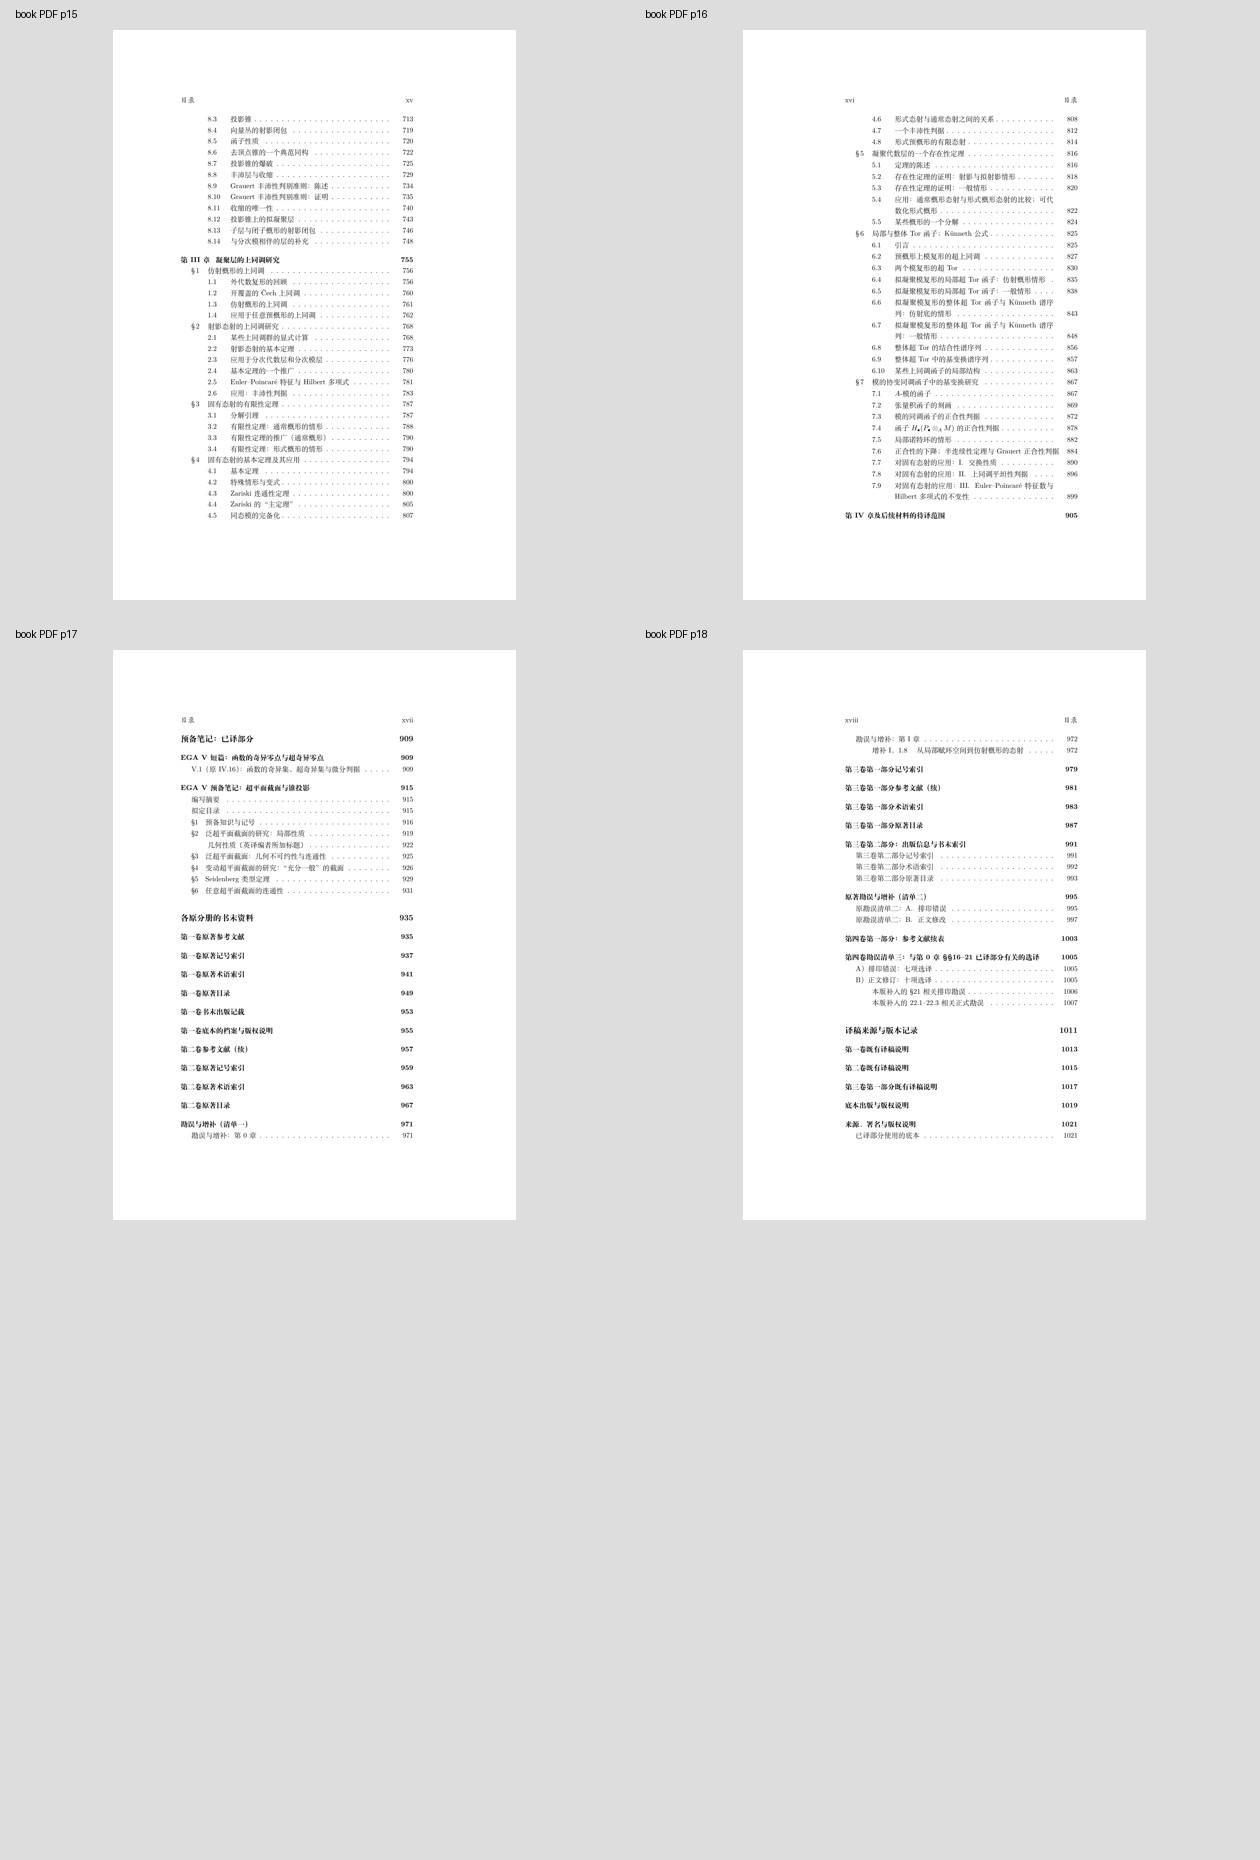 book PDF p15
目录 xv
8.3 投影锥 713
8.4 向量丛的射影闭包 719
8.5 函子性质 720
8.6 去顶点锥的一个典范同构 722
8.7 投影锥的爆破 725
8.8 丰沛层与收缩 729
8.9 Grauert 丰沛性判别准则：陈述 734
8.10 Grauert 丰沛性判别准则：证明 735
8.11 收缩的唯一性 740
8.12 投影锥上的拟凝聚层 743
8.13 子层与闭子概形的射影闭包 746
8.14 与分次模相伴的层的补充 748
第 III 章 凝聚层的上同调研究 755
§1 仿射概形的上同调 756
1.1 外代数复形的回顾 756
1.2 开覆盖的 Čech 上同调 760
1.3 仿射概形的上同调 761
1.4 应用于任意预概形的上同调 762
§2 射影态射的上同调研究 768
2.1 某些上同调群的显式计算 768
2.2 射影态射的基本定理 773
2.3 应用于分次代数层和分次模层 776
2.4 基本定理的一个推广 780
2.5 Euler–Poincaré 特征与 Hilbert 多项式 781
2.6 应用：丰沛性判据 783
§3 固有态射的有限性定理 787
3.1 分解引理 787
3.2 有限性定理：通常概形的情形 788
3.3 有限性定理的推广（通常概形） 790
3.4 有限性定理：形式概形的情形 790
§4 固有态射的基本定理及其应用 794
4.1 基本定理 794
4.2 特殊情形与变式 800
4.3 Zariski 连通性定理 800
4.4 Zariski 的“主定理” 805
4.5 同态模的完备化 807
book PDF p16
xvi 目录
4.6 形式态射与通常态射之间的关系 808
4.7 一个丰沛性判据 812
4.8 形式预概形的有限态射 814
§5 凝聚代数层的一个存在性定理 816
5.1 定理的陈述 816
5.2 存在性定理的证明：射影与拟射影情形 818
5.3 存在性定理的证明：一般情形 820
5.4 应用：通常概形态射与形式概形态射的比较；可代
数化形式概形 822
5.5 某些概形的一个分解 824
§6 局部与整体 Tor 函子；Künneth 公式 825
6.1 引言 825
6.2 预概形上模复形的超上同调 827
6.3 两个模复形的超 Tor 830
6.4 拟凝聚模复形的局部超 Tor 函子：仿射概形情形 835
6.5 拟凝聚模复形的局部超 Tor 函子：一般情形 838
6.6 拟凝聚模复形的整体超 Tor 函子与 Künneth 谱序
列：仿射底的情形 843
6.7 拟凝聚模复形的整体超 Tor 函子与 Künneth 谱序
列：一般情形 848
6.8 整体超 Tor 的结合性谱序列 856
6.9 整体超 Tor 中的基变换谱序列 857
6.10 某些上同调函子的局部结构 863
§7 模的协变同调函子中的基变换研究 867
7.1 A-模的函子 867
7.2 张量积函子的刻画 869
7.3 模的同调函子的正合性判据 872
7.4 函子 H•(P• ⊗A M) 的正合性判据 878
7.5 局部诺特环的情形 882
7.6 正合性的下降；半连续性定理与 Grauert 正合性判据 884
7.7 对固有态射的应用：I. 交换性质 890
7.8 对固有态射的应用：II. 上同调平坦性判据 896
7.9 对固有态射的应用：III. Euler–Poincaré 特征数与
Hilbert 多项式的不变性 899
第 IV 章及后续材料的待译范围 905
book PDF p17
目录 xvii
预备笔记：已译部分 909
EGA V 短篇：函数的奇异零点与超奇异零点 909
V.1（原 IV.16）：函数的奇异集、超奇异集与微分判据 909
EGA V 预备笔记：超平面截面与锥投影 915
编写摘要 915
拟定目录 915
§1 预备知识与记号 916
§2 泛超平面截面的研究：局部性质 919
几何性质（英译编者所加标题） 922
§3 泛超平面截面：几何不可约性与连通性 925
§4 变动超平面截面的研究：“充分一般”的截面 926
§5 Seidenberg 类型定理 929
§6 任意超平面截面的连通性 931
各原分册的书末资料 935
第一卷原著参考文献 935
第一卷原著记号索引 937
第一卷原著术语索引 941
第一卷原著目录 949
第一卷书末出版记载 953
第一卷底本的档案与版权说明 955
第二卷参考文献（续） 957
第二卷原著记号索引 959
第二卷原著术语索引 963
第二卷原著目录 967
勘误与增补（清单一） 971
勘误与增补：第 0 章 971
book PDF p18
xviii 目录
勘误与增补：第 I 章 972
增补 I，1.8 从局部赋环空间到仿射概形的态射 972
第三卷第一部分记号索引 979
第三卷第一部分参考文献（续） 981
第三卷第一部分术语索引 983
第三卷第一部分原著目录 987
第三卷第二部分：出版信息与书末索引 991
第三卷第二部分记号索引 991
第三卷第二部分术语索引 992
第三卷第二部分原著目录 993
原著勘误与增补（清单二） 995
原勘误清单二：A. 排印错误 995
原勘误清单二：B. 正文修改 997
第四卷第一部分：参考文献续表 1003
第四卷勘误清单三：与第 0 章 §§16–21 已译部分有关的选译 1005
A）排印错误：七项选译 1005
B）正文修订：十项选译 1005
本版补入的 §21 相关排印勘误 1006
本版补入的 22.1–22.3 相关正式勘误 1007
译稿来源与版本记录 1011
第一卷既有译稿说明 1013
第二卷既有译稿说明 1015
第三卷第一部分既有译稿说明 1017
底本出版与版权说明 1019
来源、署名与版权说明 1021
已译部分使用的底本 1021